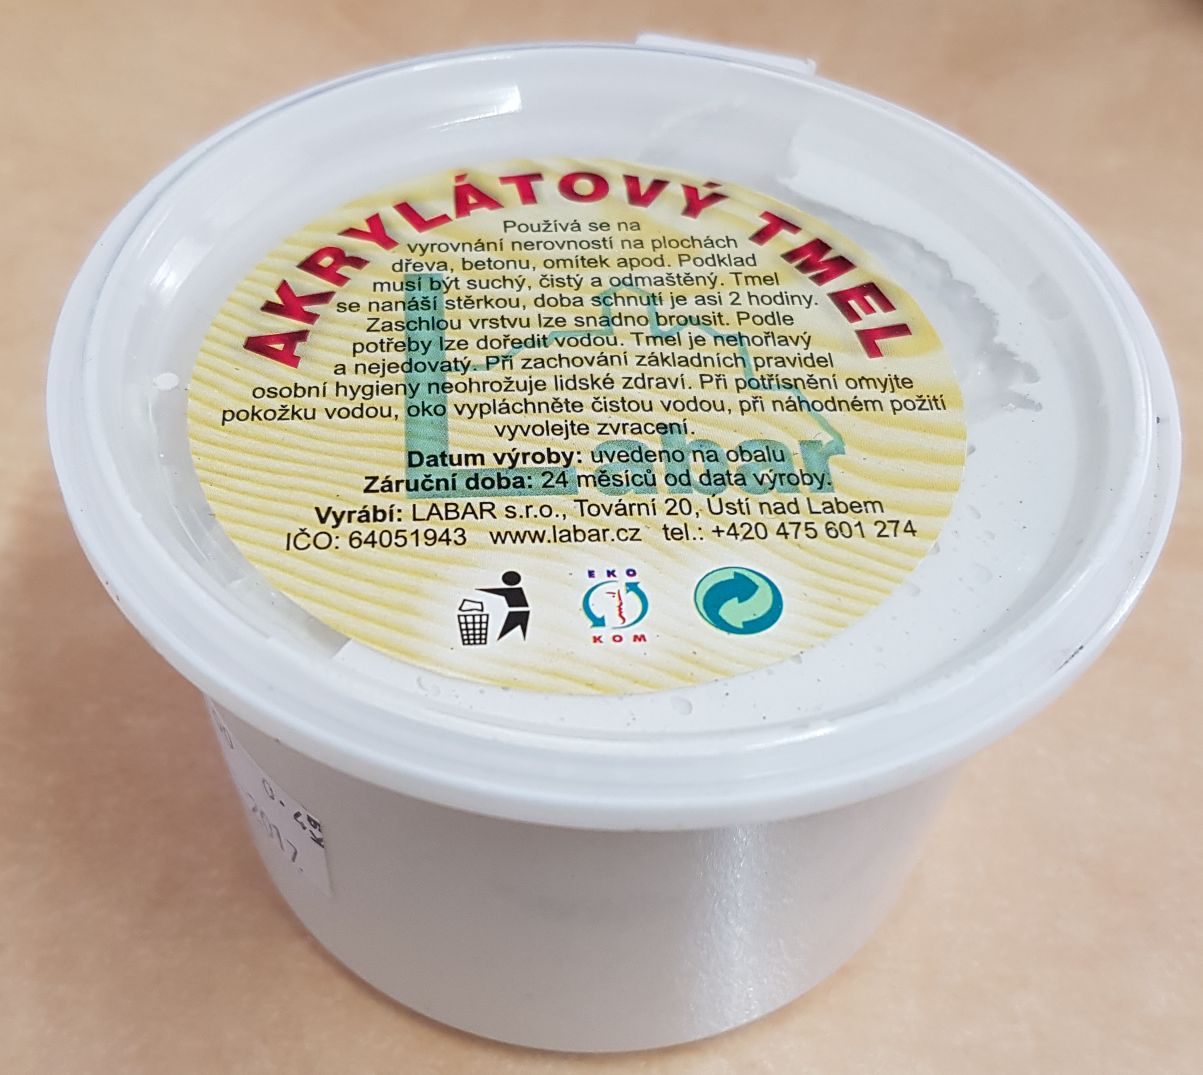 AKRYLÁTOVÝ TMEL
Používá se na
vyrovnání nerovností na plochách
dřeva, betonu, omítek apod. Podklad
musí být suchý, čistý a odmaštěný. Tmel
se nanáší stěrkou, doba schnutí je asi 2 hodiny.
Zaschlou vrstvu lze snadno brousit. Podle
potřeby lze doředit vodou. Tmel je nehořlavý
a nejedovatý. Při zachování základních pravidel
osobní hygieny neohrožuje lidské zdraví. Při potřísnění omyjte
pokožku vodou, oko vypláchněte čistou vodou, při náhodném požití
vyvolejte zvracení.
Labar
Datum výroby: uvedeno na obalu
Záruční doba: 24 měsíců od data výroby.
Vyrábí: LABAR s.r.o., Tovární 20, Ústí nad Labem
IČO: 64051943 www.labar.cz tel.: +420 475 601 274
EKO
KOM
2017